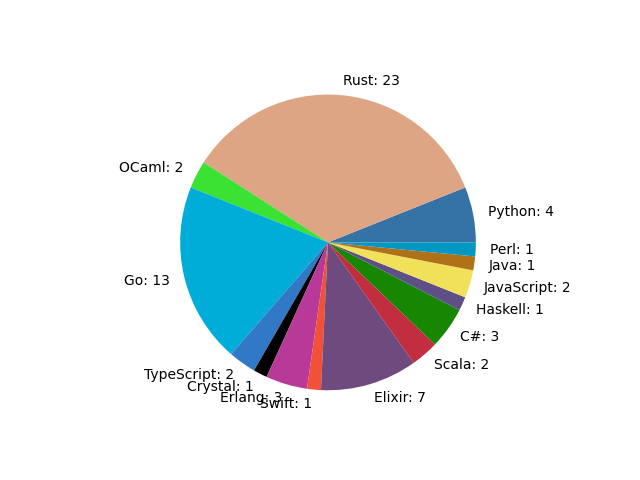 Rust: 23
OCaml: 2
Python: 4
Go: 13
Perl: 1
Java: 1
JavaScript: 2
Haskell: 1
C#: 3
Scala: 2
TypeScript: 2
Crystal: 1
Erlang: 3
Swift: 1
Elixir: 7